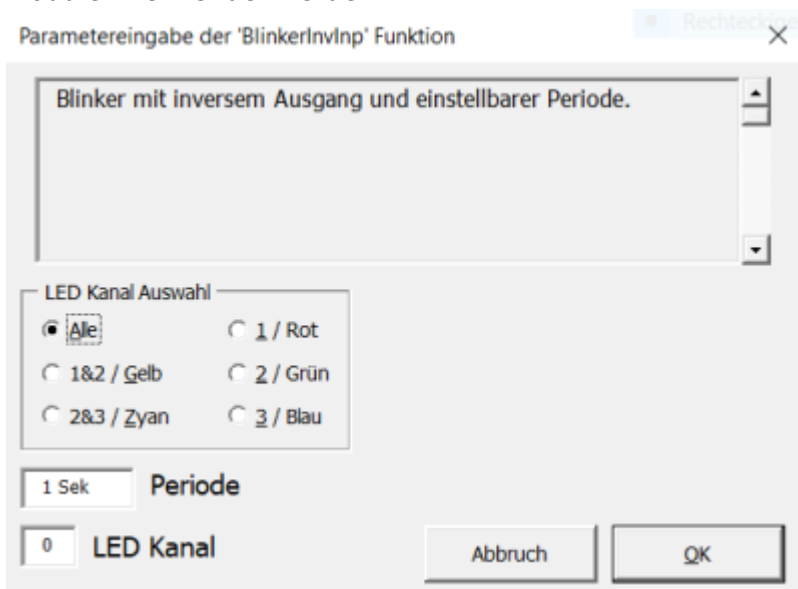 Parametereingabe der 'BlinkerInvInp' Funktion
Rechteckige
Blinker mit inversem Ausgang und einstellbarer Periode.
LED Kanal Auswahl
Alle
1 / Rot
1&2 / Gelb
2 / Grün
2&3 / Zyan
3 / Blau
1 Sek Periode
0 LED Kanal
Abbruch
OK